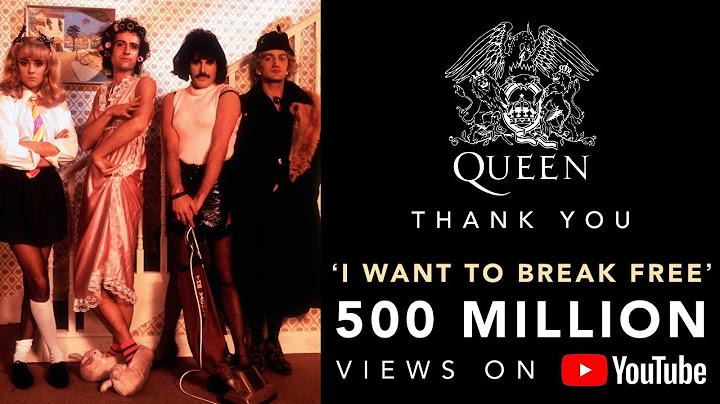 QUEEN
THANK YOU
‘I WANT TO BREAK FREE’
500 MILLION
VIEWS ON YouTube